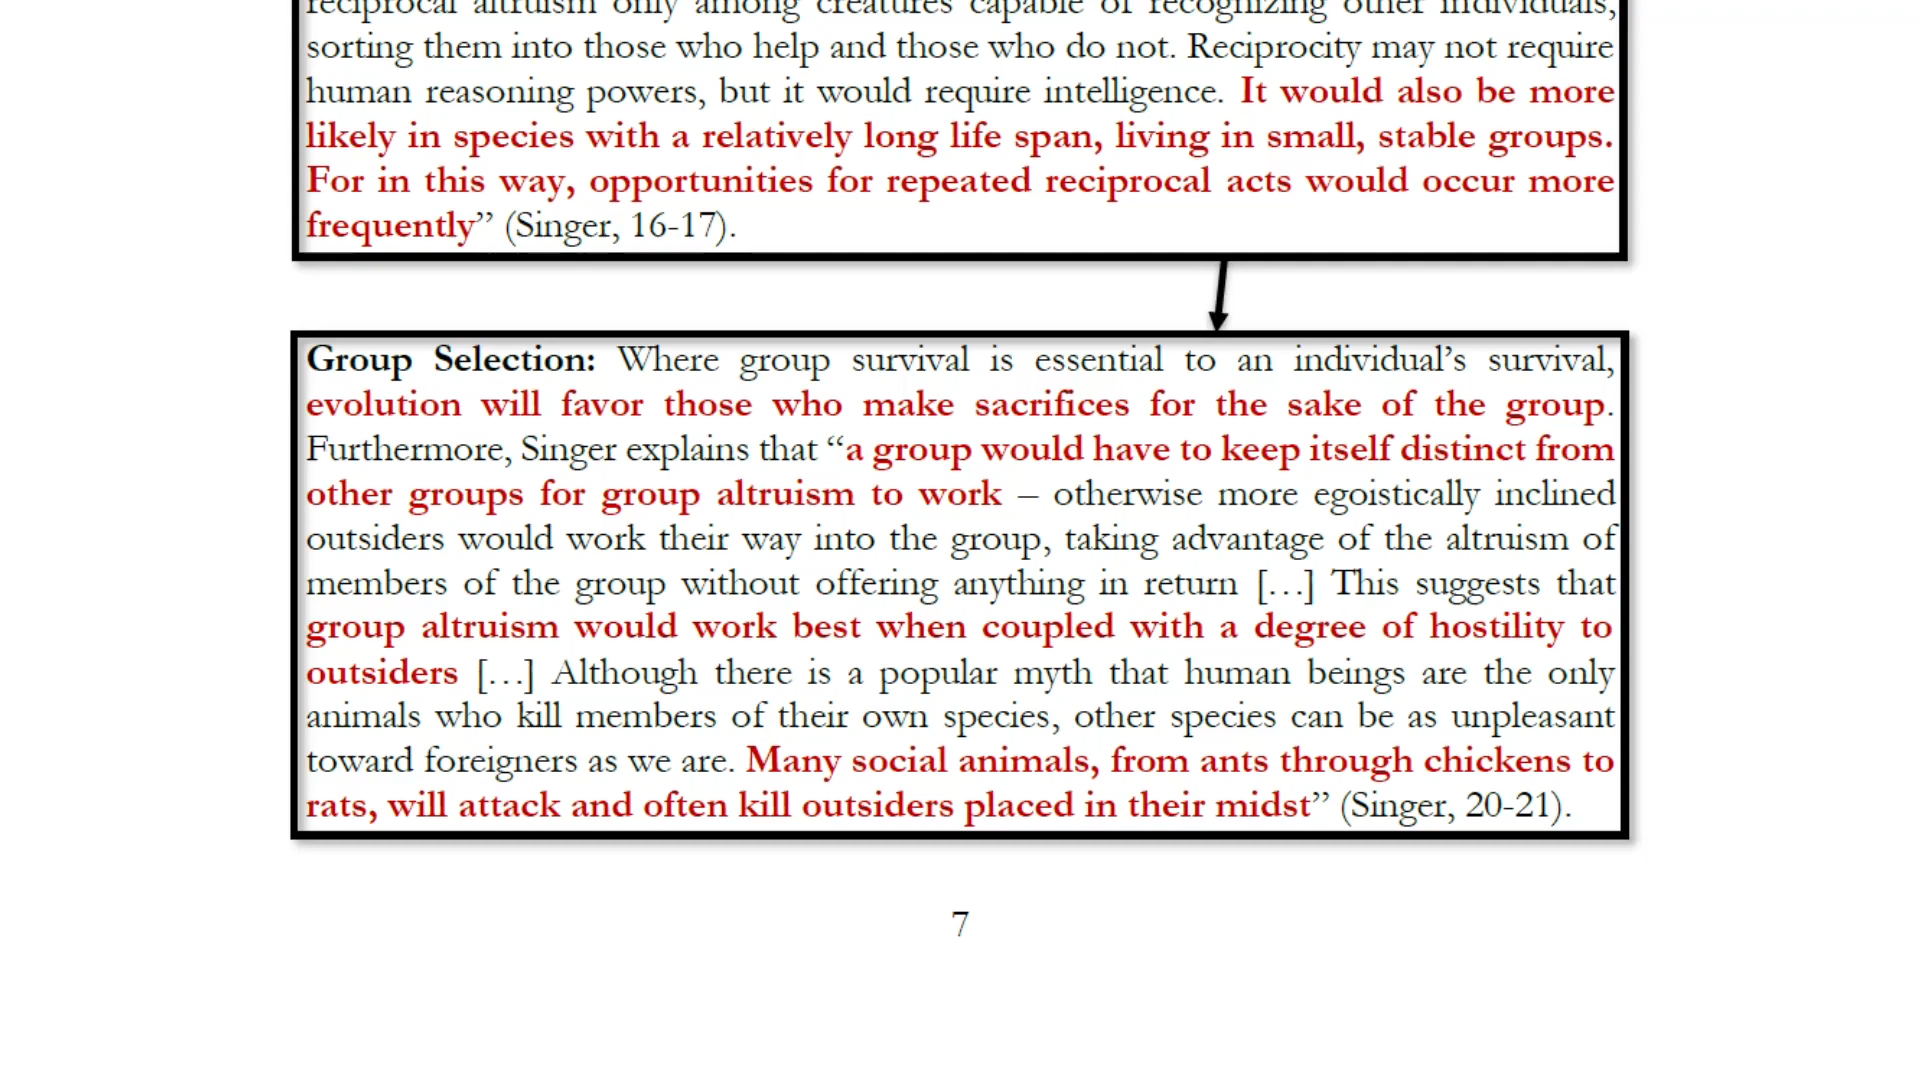 reciprocal altruism only among creatures capable of recognizing other individuals,
sorting them into those who help and those who do not. Reciprocity may not require
human reasoning powers, but it would require intelligence. It would also be more
likely in species with a relatively long life span, living in small, stable groups.
For in this way, opportunities for repeated reciprocal acts would occur more
frequently” (Singer, 16-17).
Group Selection: Where group survival is essential to an individual’s survival,
evolution will favor those who make sacrifices for the sake of the group.
Furthermore, Singer explains that “a group would have to keep itself distinct from
other groups for group altruism to work – otherwise more egoistically inclined
outsiders would work their way into the group, taking advantage of the altruism of
members of the group without offering anything in return […] This suggests that
group altruism would work best when coupled with a degree of hostility to
outsiders […] Although there is a popular myth that human beings are the only
animals who kill members of their own species, other species can be as unpleasant
toward foreigners as we are. Many social animals, from ants through chickens to
rats, will attack and often kill outsiders placed in their midst” (Singer, 20-21).
7